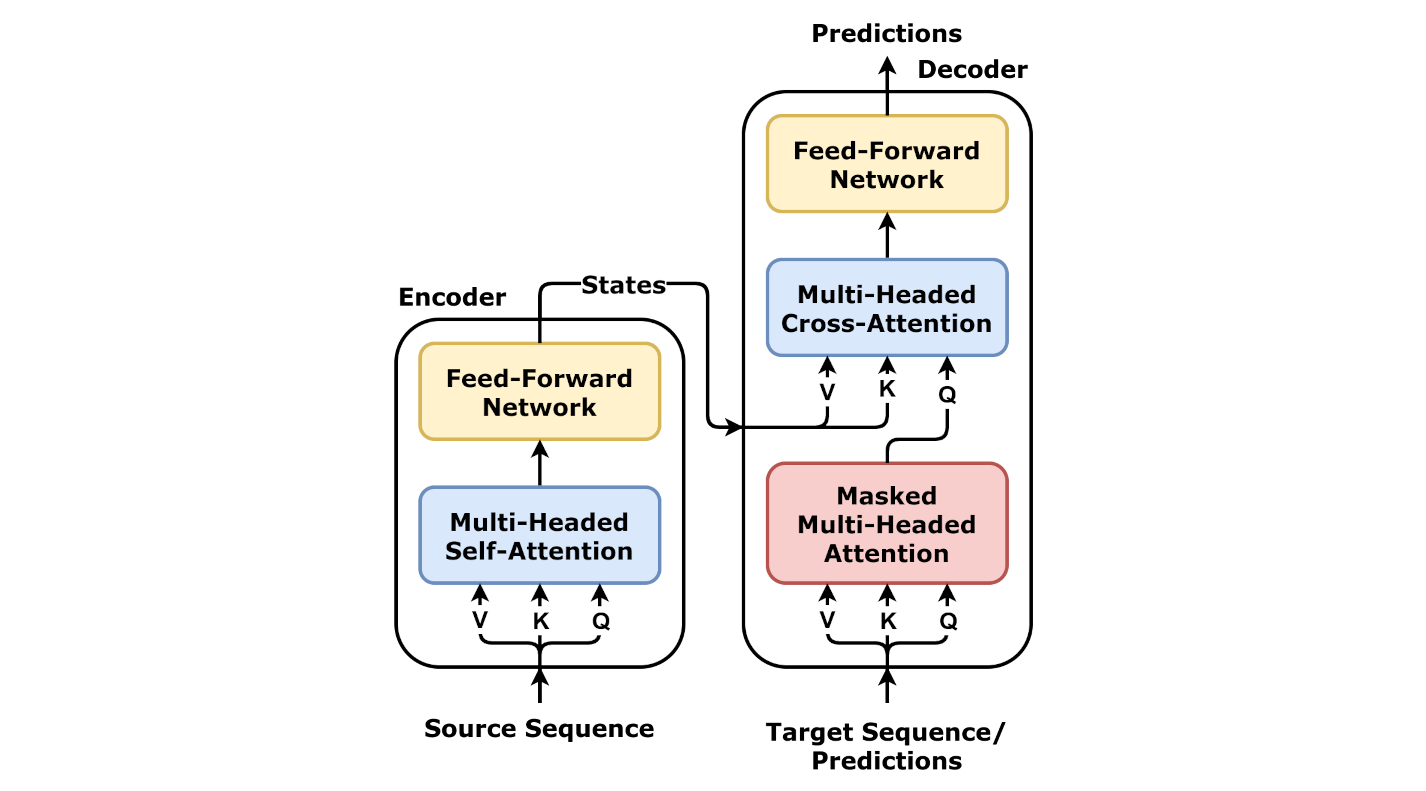 Predictions
Decoder
Feed-Forward
Network
Multi-Headed
Cross-Attention
V K Q
Masked
Multi-Headed
Attention
V K Q
Target Sequence/
Predictions
States
Encoder
Feed-Forward
Network
Multi-Headed
Self-Attention
V K Q
Source Sequence